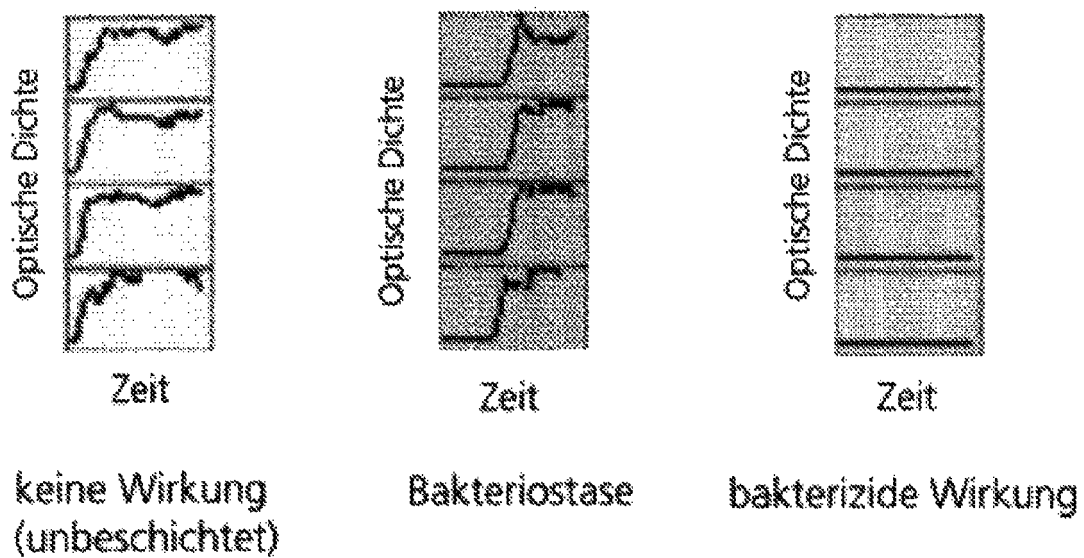 Optische Dichte
Zeit
keine Wirkung
(unbeschichtet)
Optische Dichte
Zeit
Bakteriostase
Optische Dichte
Zeit
bakterizide Wirkung